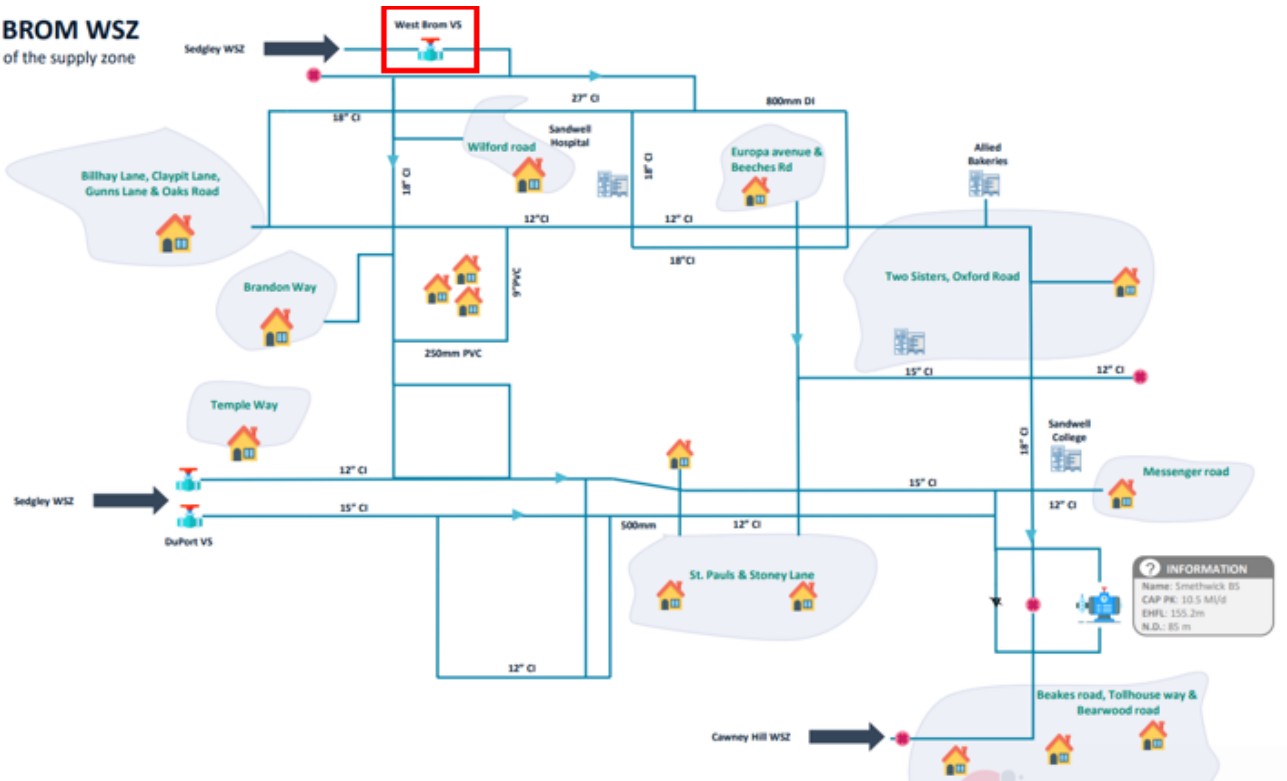 BROM WSZ
of the supply zone
West Brom VS
Sedgley WSZ
27" CI
800mm DI
18" CI
Sandwell
Hospital
Wilford road
18" CI
18" CI
Europa avenue &
Beeches Rd
Allied
Bakeries
Billhay Lane, Claypit Lane,
Gunns Lane & Oaks Road
12"CI
12" CI
18"CI
Two Sisters, Oxford Road
Brandon Way
9"PVC
250mm PVC
15" CI
12" CI
Temple Way
18" CI
Sandwell
College
12" CI
Messenger road
Sedgley WSZ
15" CI
15" CI
12" CI
DuPort VS
500mm
12" CI
St. Pauls & Stoney Lane
? INFORMATION
Name: Smethwick BS
CAP PK: 10.5 Ml/d
EHFL: 155.2m
N.D.: 85 m
12" CI
Beakes road, Tollhouse way &
Bearwood road
Cawney Hill WSZ